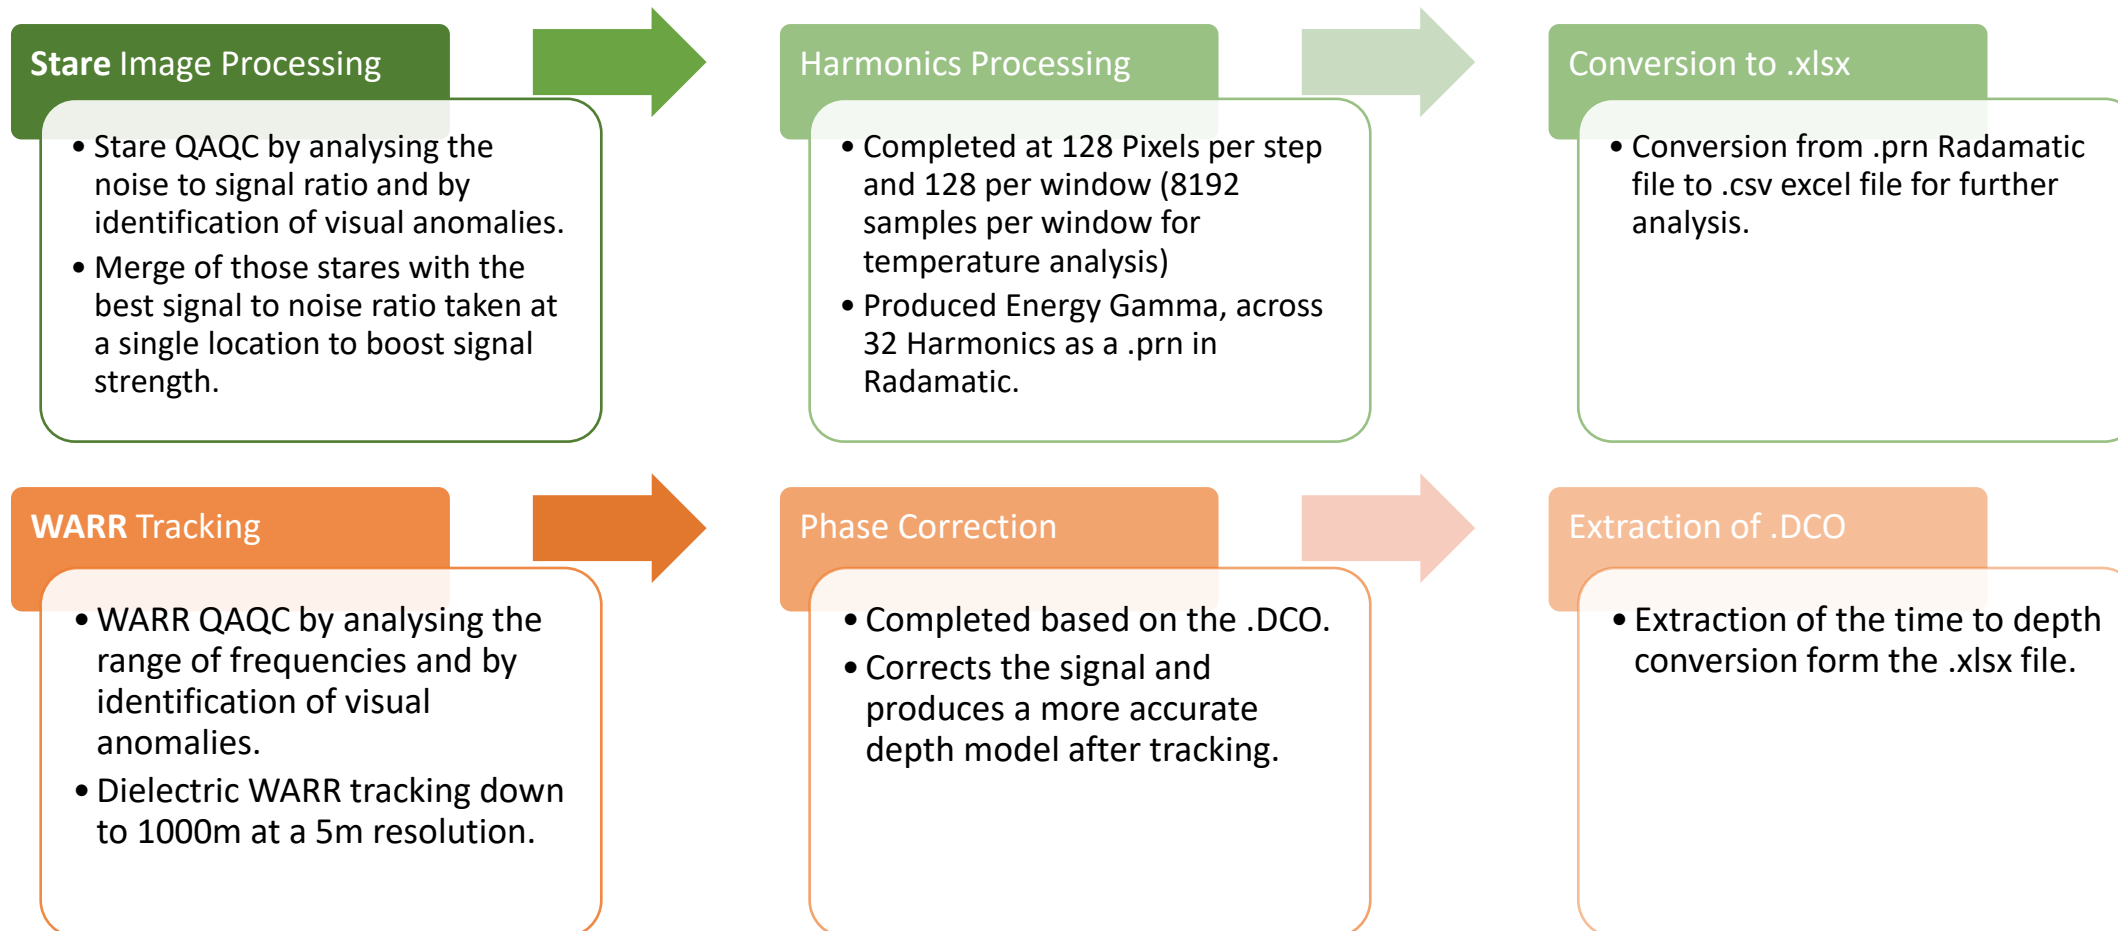 Stare Image Processing
• Stare QAQC by analysing the
noise to signal ratio and by
identification of visual anomalies.
• Merge of those stares with the
best signal to noise ratio taken at
a single location to boost signal
strength.
Harmonics Processing
• Completed at 128 Pixels per step
and 128 per window (8192
samples per window for
temperature analysis)
• Produced Energy Gamma, across
32 Harmonics as a .prn in
Radamatic.
Conversion to .xlsx
• Conversion from .prn Radamatic
file to .csv excel file for further
analysis.
WARR Tracking
• WARR QAQC by analysing the
range of frequencies and by
identification of visual
anomalies.
• Dielectric WARR tracking down
to 1000m at a 5m resolution.
Phase Correction
• Completed based on the .DCO.
• Corrects the signal and
produces a more accurate
depth model after tracking.
Extraction of .DCO
• Extraction of the time to depth
conversion form the .xlsx file.